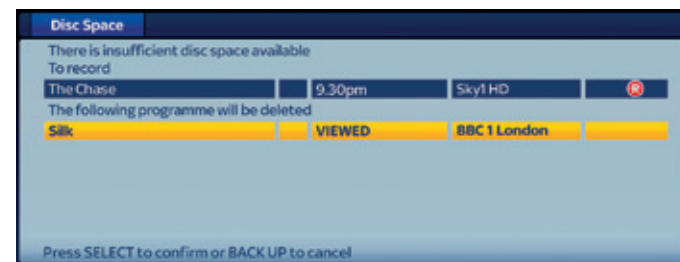 Disc Space
There is insufficient disc space available
To record
The Chase 9.30pm Sky1 HD R
The following programme will be deleted
Silk VIEWED BBC 1 London
Press SELECT to confirm or BACK UP to cancel